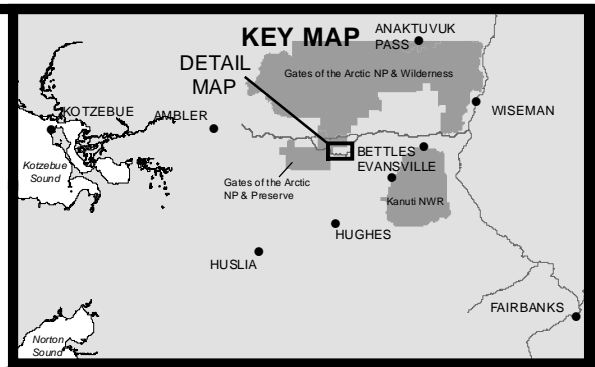 KEY MAP
ANAKTUVUK
PASS
DETAIL
MAP
Gates of the Arctic NP & Wilderness
WISEMAN
KOTZEBUE
AMBLER
Kotzebue
Sound
BETTLES
EVANSVILLE
Gates of the Arctic
NP & Preserve
Kanuti NWR
HUGHES
HUSLIA
FAIRBANKS
Norton
Sound